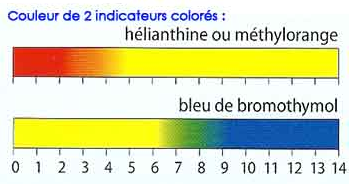 Couleur de 2 indicateurs colorés :
hélianthine ou méthylorange
bleu de bromothymol
0 1 2 3 4 5 6 7 8 9 10 11 12 13 14